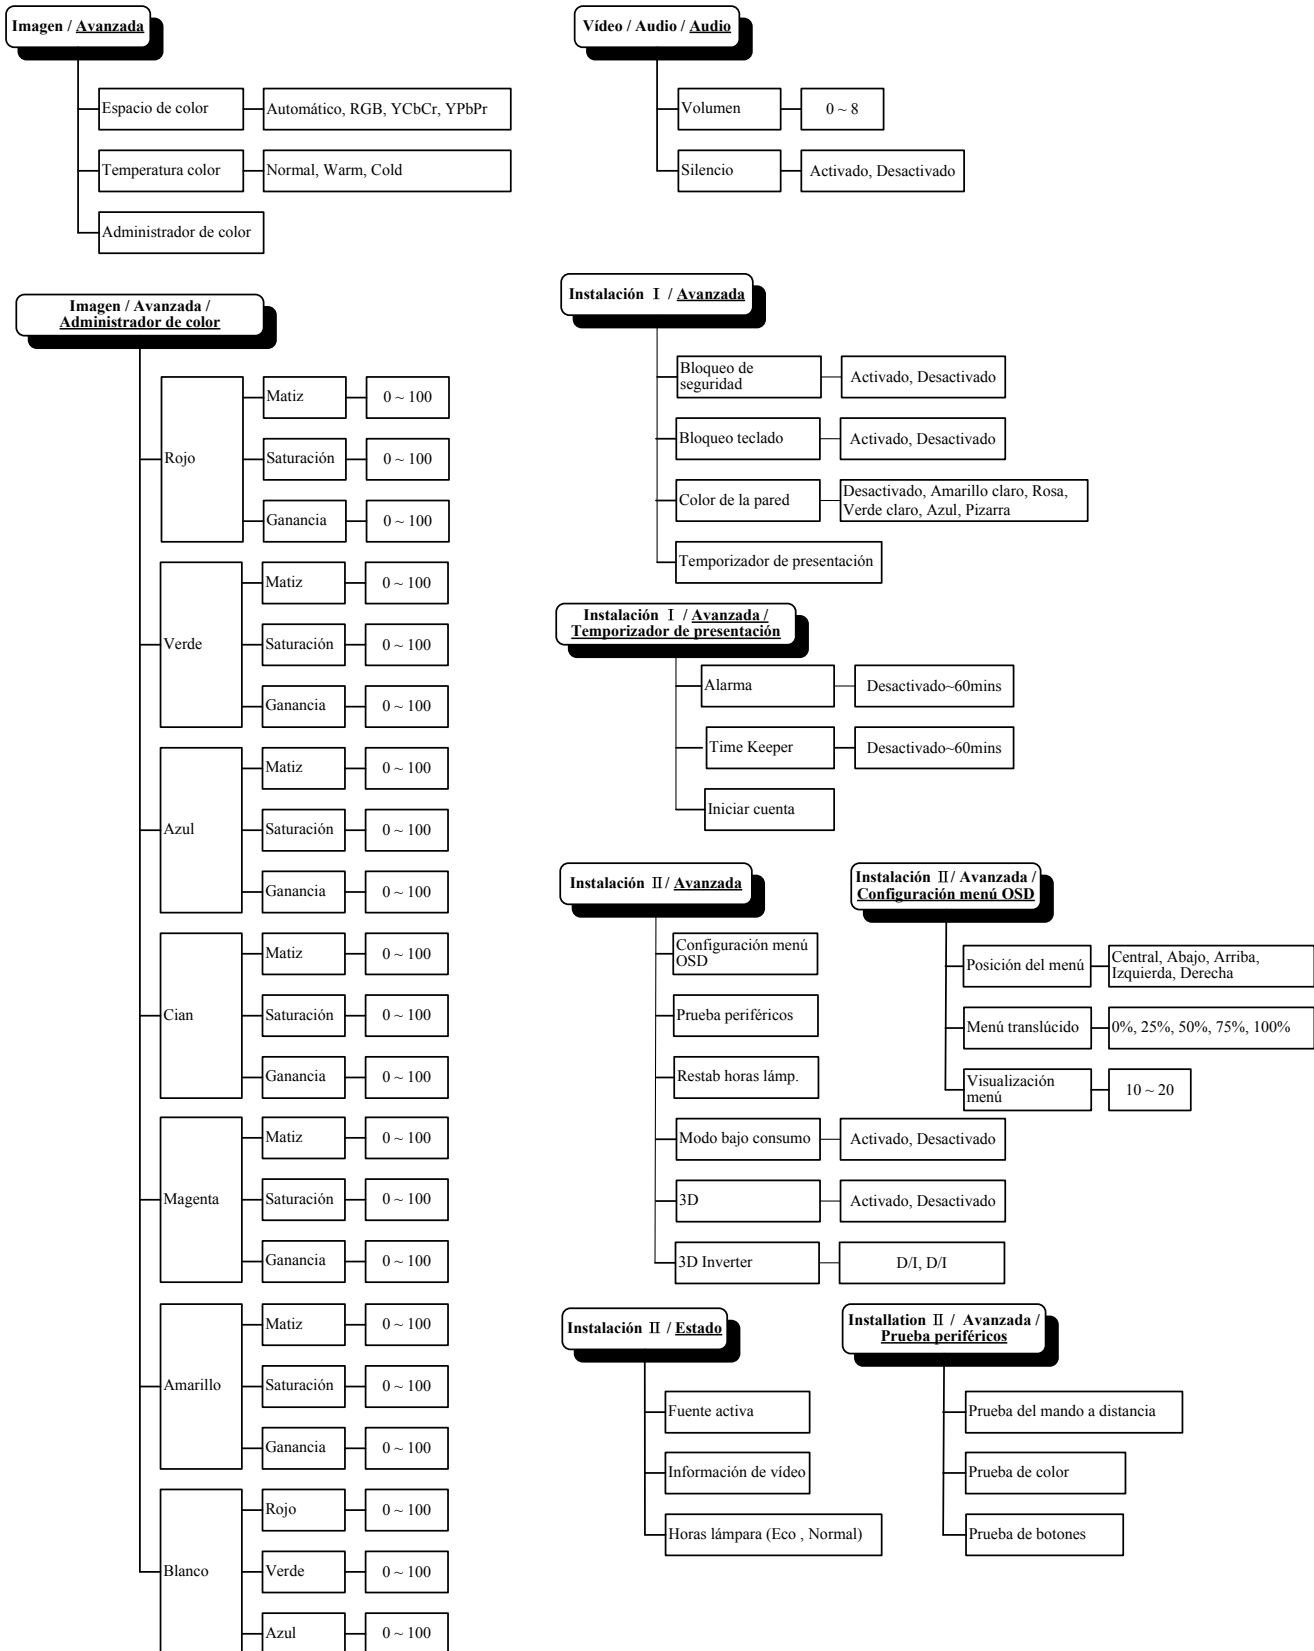 Imagen / Avanzada
Espacio de color
Automático, RGB, YCbCr, YPbPr
Temperatura color
Normal, Warm, Cold
Administrador de color
Vídeo / Audio / Audio
Volumen
0 ~ 8
Silencio
Activado, Desactivado
Imagen / Avanzada /
Administrador de color
Rojo
Matiz
0 ~ 100
Saturación
0 ~ 100
Ganancia
0 ~ 100
Verde
Matiz
0 ~ 100
Saturación
0 ~ 100
Ganancia
0 ~ 100
Azul
Matiz
0 ~ 100
Saturación
0 ~ 100
Ganancia
0 ~ 100
Cian
Matiz
0 ~ 100
Saturación
0 ~ 100
Ganancia
0 ~ 100
Magenta
Matiz
0 ~ 100
Saturación
0 ~ 100
Ganancia
0 ~ 100
Amarillo
Matiz
0 ~ 100
Saturación
0 ~ 100
Ganancia
0 ~ 100
Blanco
Rojo
0 ~ 100
Verde
0 ~ 100
Azul
0 ~ 100
Instalación Ⅰ / Avanzada
Bloqueo de
seguridad
Activado, Desactivado
Bloqueo teclado
Activado, Desactivado
Color de la pared
Desactivado, Amarillo claro, Rosa,
Verde claro, Azul, Pizarra
Temporizador de presentación
Instalación Ⅰ / Avanzada /
Temporizador de presentación
Alarma
Desactivado~60mins
Time Keeper
Desactivado~60mins
Iniciar cuenta
Instalación Ⅱ/ Avanzada
Configuración menú
OSD
Prueba periféricos
Restab horas lámp.
Modo bajo consumo
Activado, Desactivado
3D
Activado, Desactivado
3D Inverter
D/I, D/I
Instalación Ⅱ/ Avanzada /
Configuración menú OSD
Posición del menú
Central, Abajo, Arriba,
Izquierda, Derecha
Menú translúcido
0%, 25%, 50%, 75%, 100%
Visualización
menú
10 ~ 20
Instalación Ⅱ / Estado
Fuente activa
Información de vídeo
Horas lámpara (Eco , Normal)
Installation Ⅱ / Avanzada /
Prueba periféricos
Prueba del mando a distancia
Prueba de color
Prueba de botones